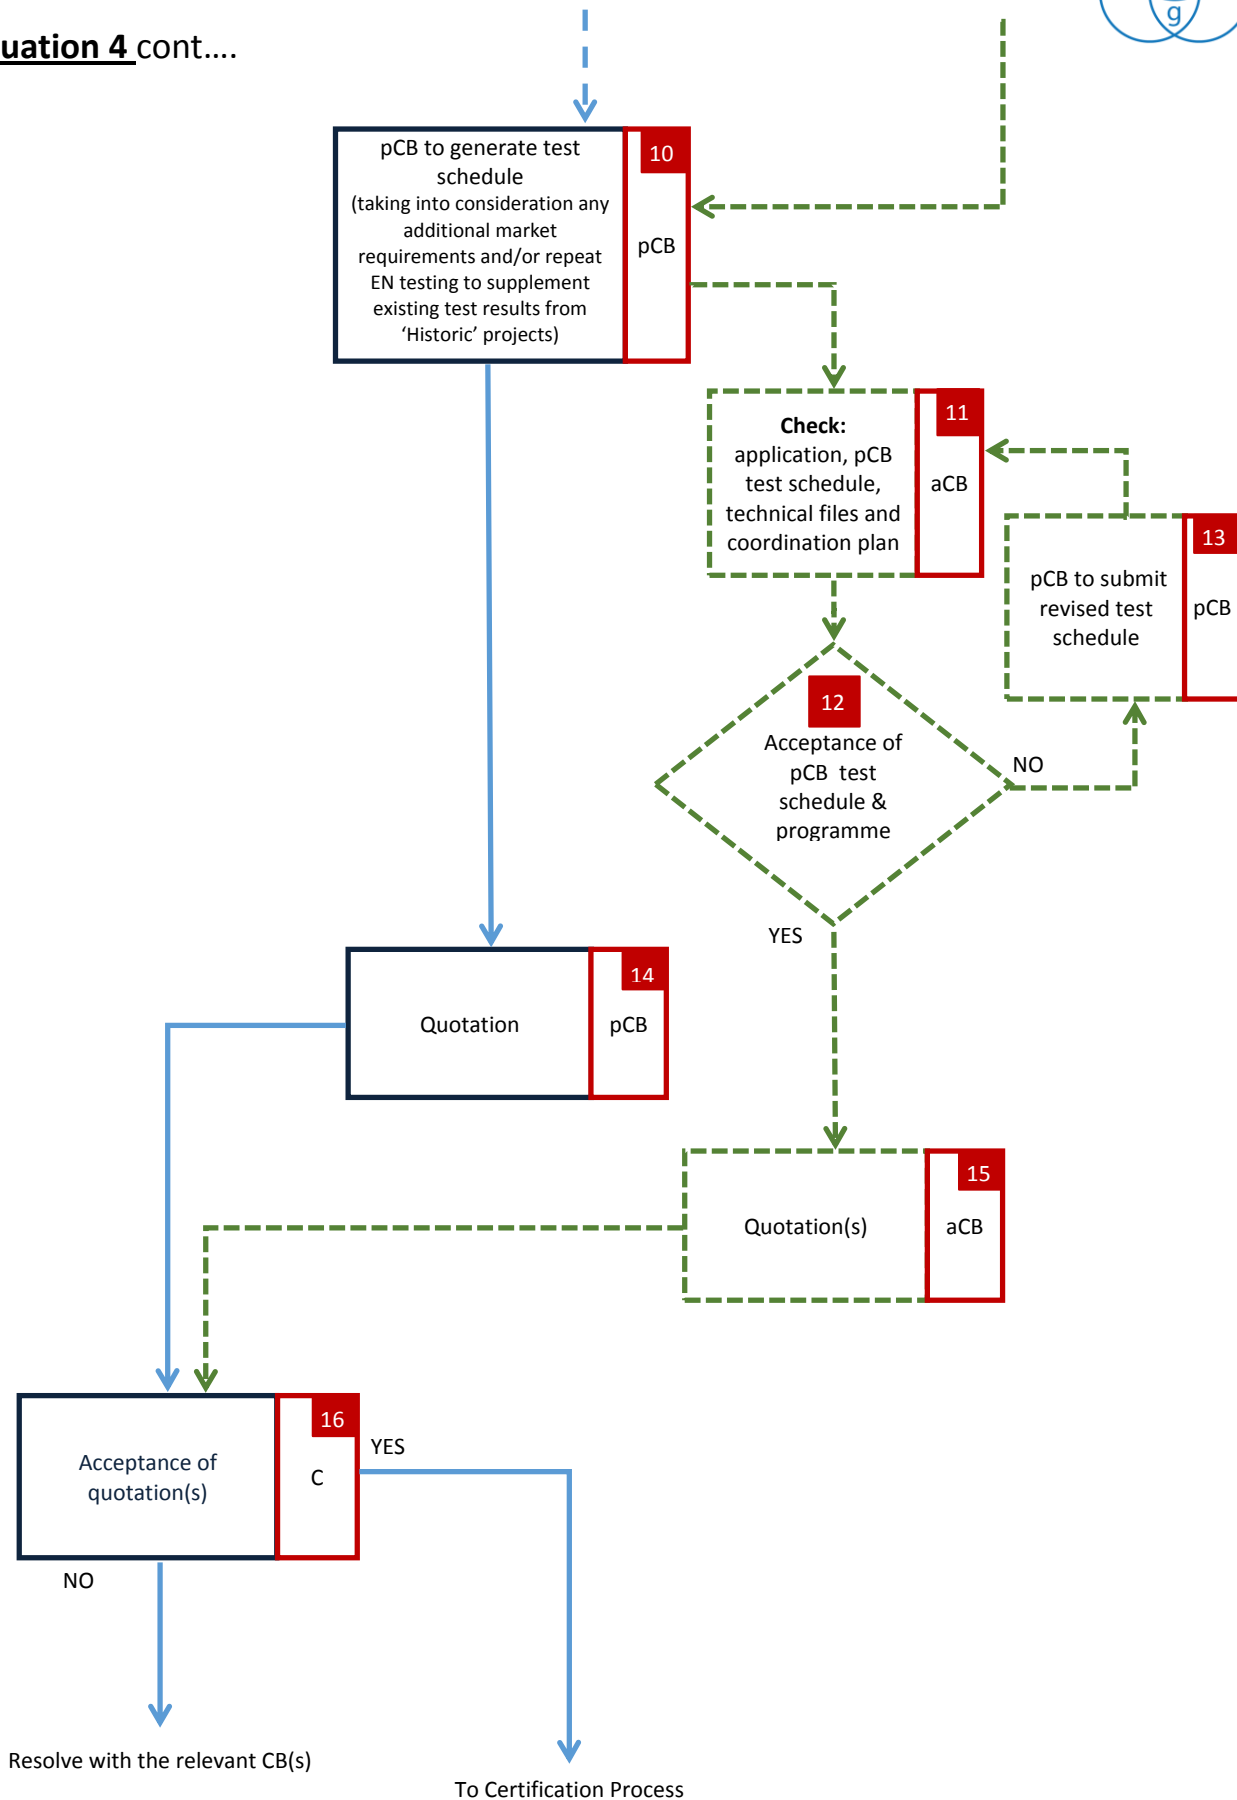 uation 4 cont....
g
pCB to generate test
schedule
(taking into consideration any
additional market
requirements and/or repeat
EN testing to supplement
existing test results from
‘Historic’ projects)
10
pCB
Check:
application, pCB
test schedule,
technical files and
coordination plan
11
aCB
13
pCB to submit
revised test
schedule
pCB
12
Acceptance of
pCB test
schedule &
programme
NO
YES
14
Quotation
pCB
15
Quotation(s)
aCB
16
Acceptance of
quotation(s)
C
YES
NO
Resolve with the relevant CB(s)
To Certification Process